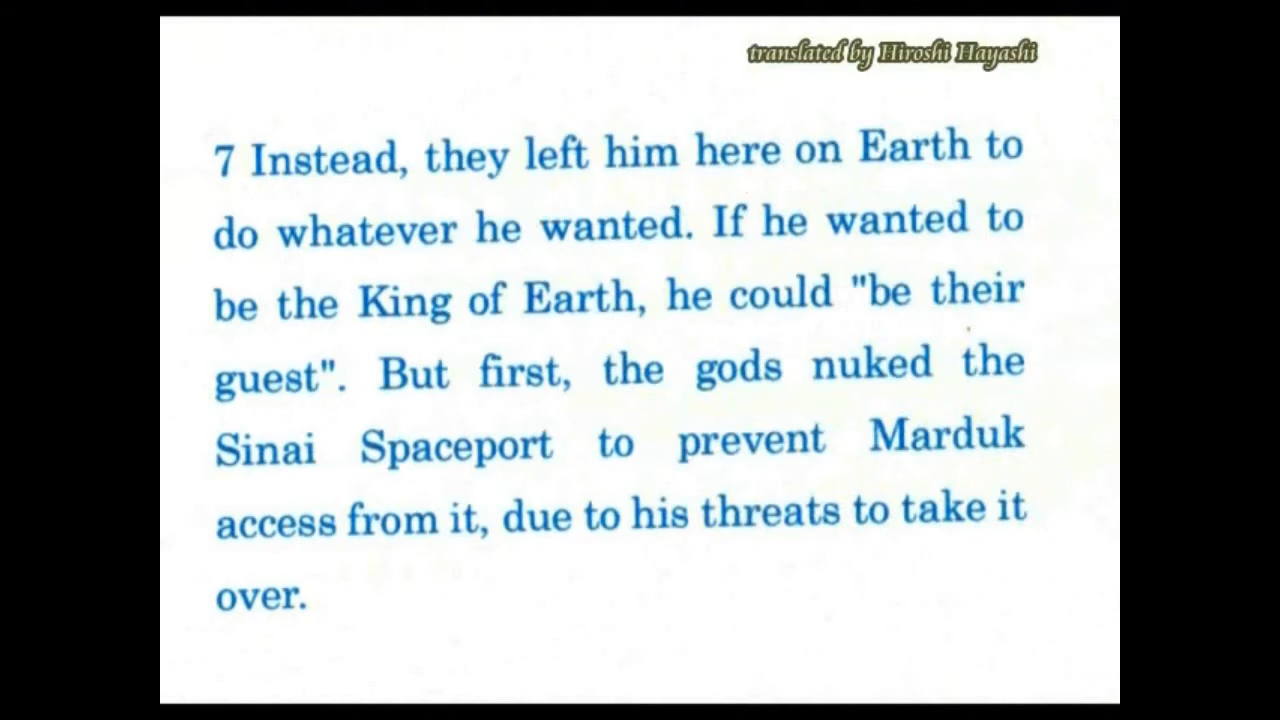 translated by Hiroshi Hayashi
7 Instead, they left him here on Earth to
do whatever he wanted. If he wanted to
be the King of Earth, he could "be their
guest". But first, the gods nuked the
Sinai Spaceport to prevent Marduk
access from it, due to his threats to take it
over.